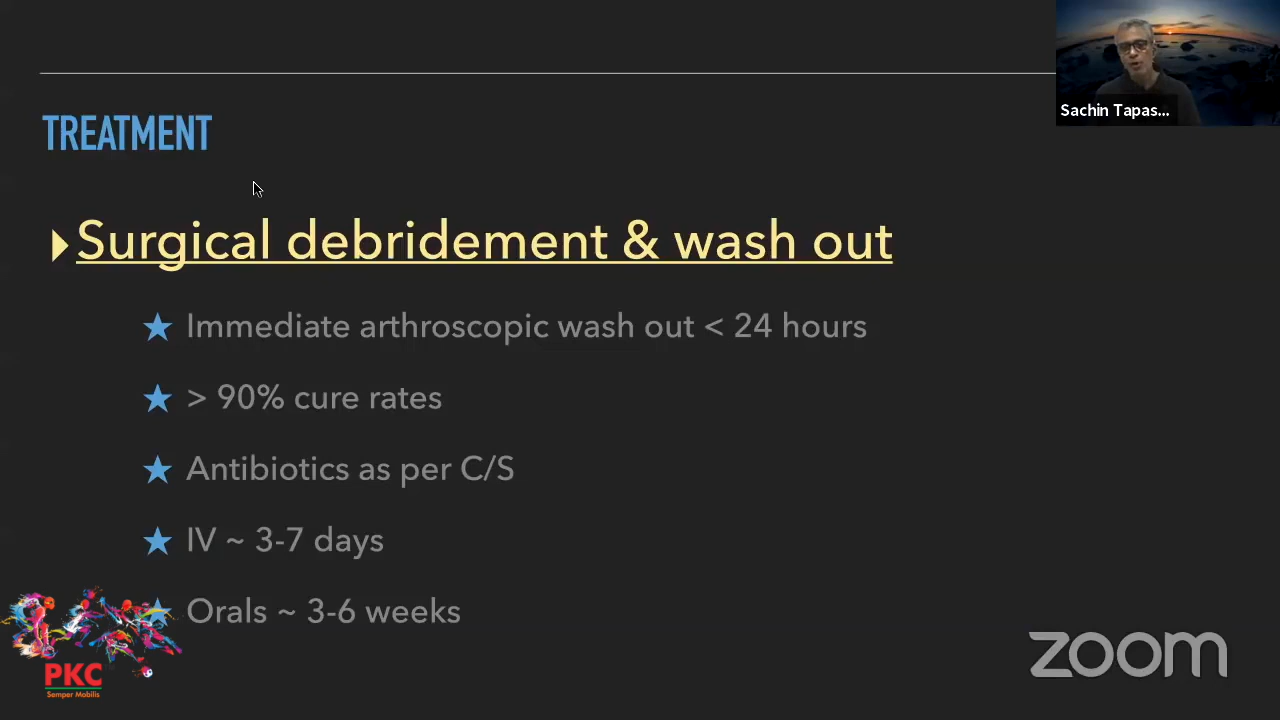 Sachin Tapas...
TREATMENT
Surgical debridement & wash out
Immediate arthroscopic wash out < 24 hours
> 90% cure rates
Antibiotics as per C/S
IV ~ 3-7 days
Orals ~ 3-6 weeks
PKC
Semper Mobilis
zoom